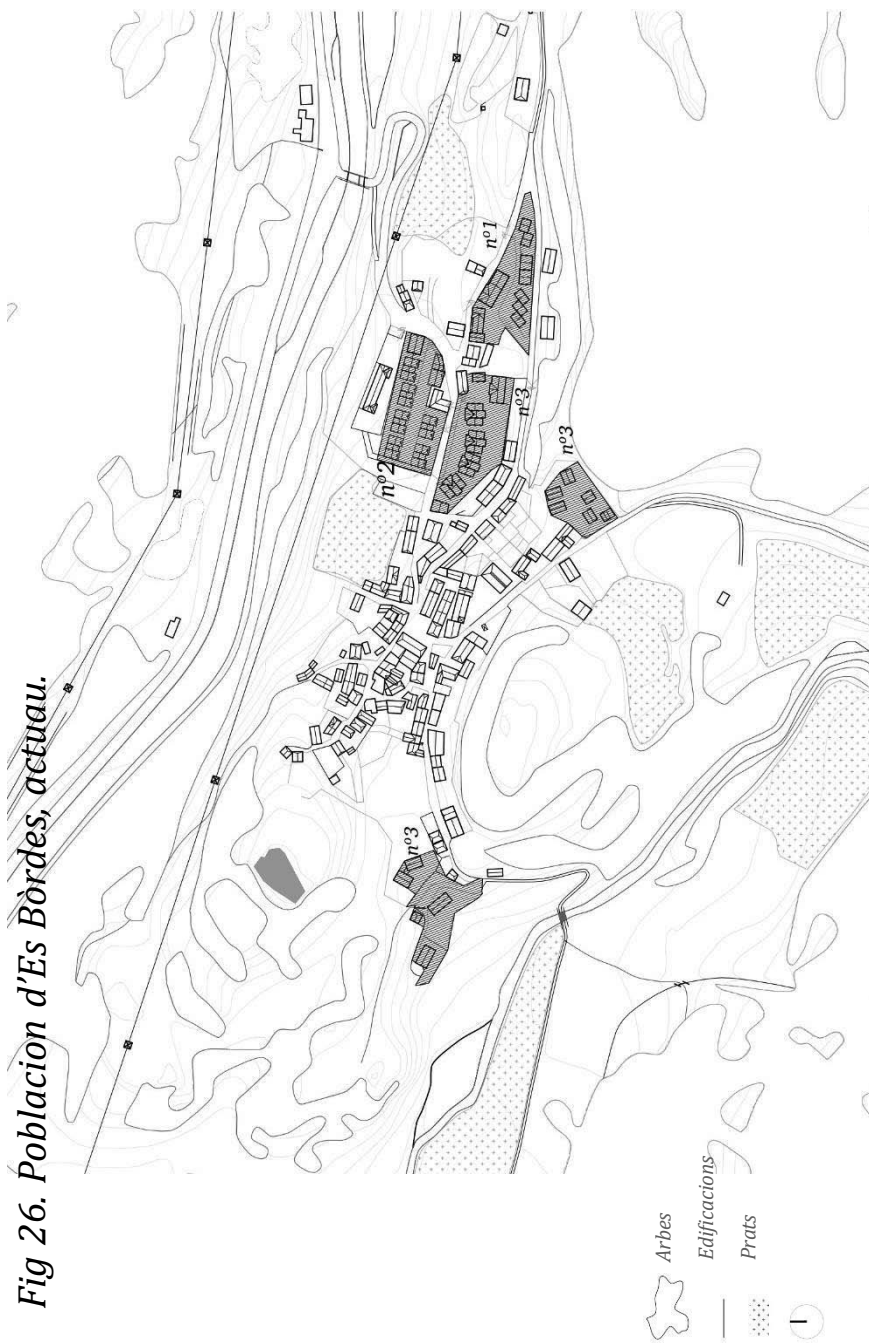 Fig 26. Poblacion d'Es Bòrdes, actuau.
nº1
nº2
nº3
nº3
nº3
Arbes
Edificacions
Prats